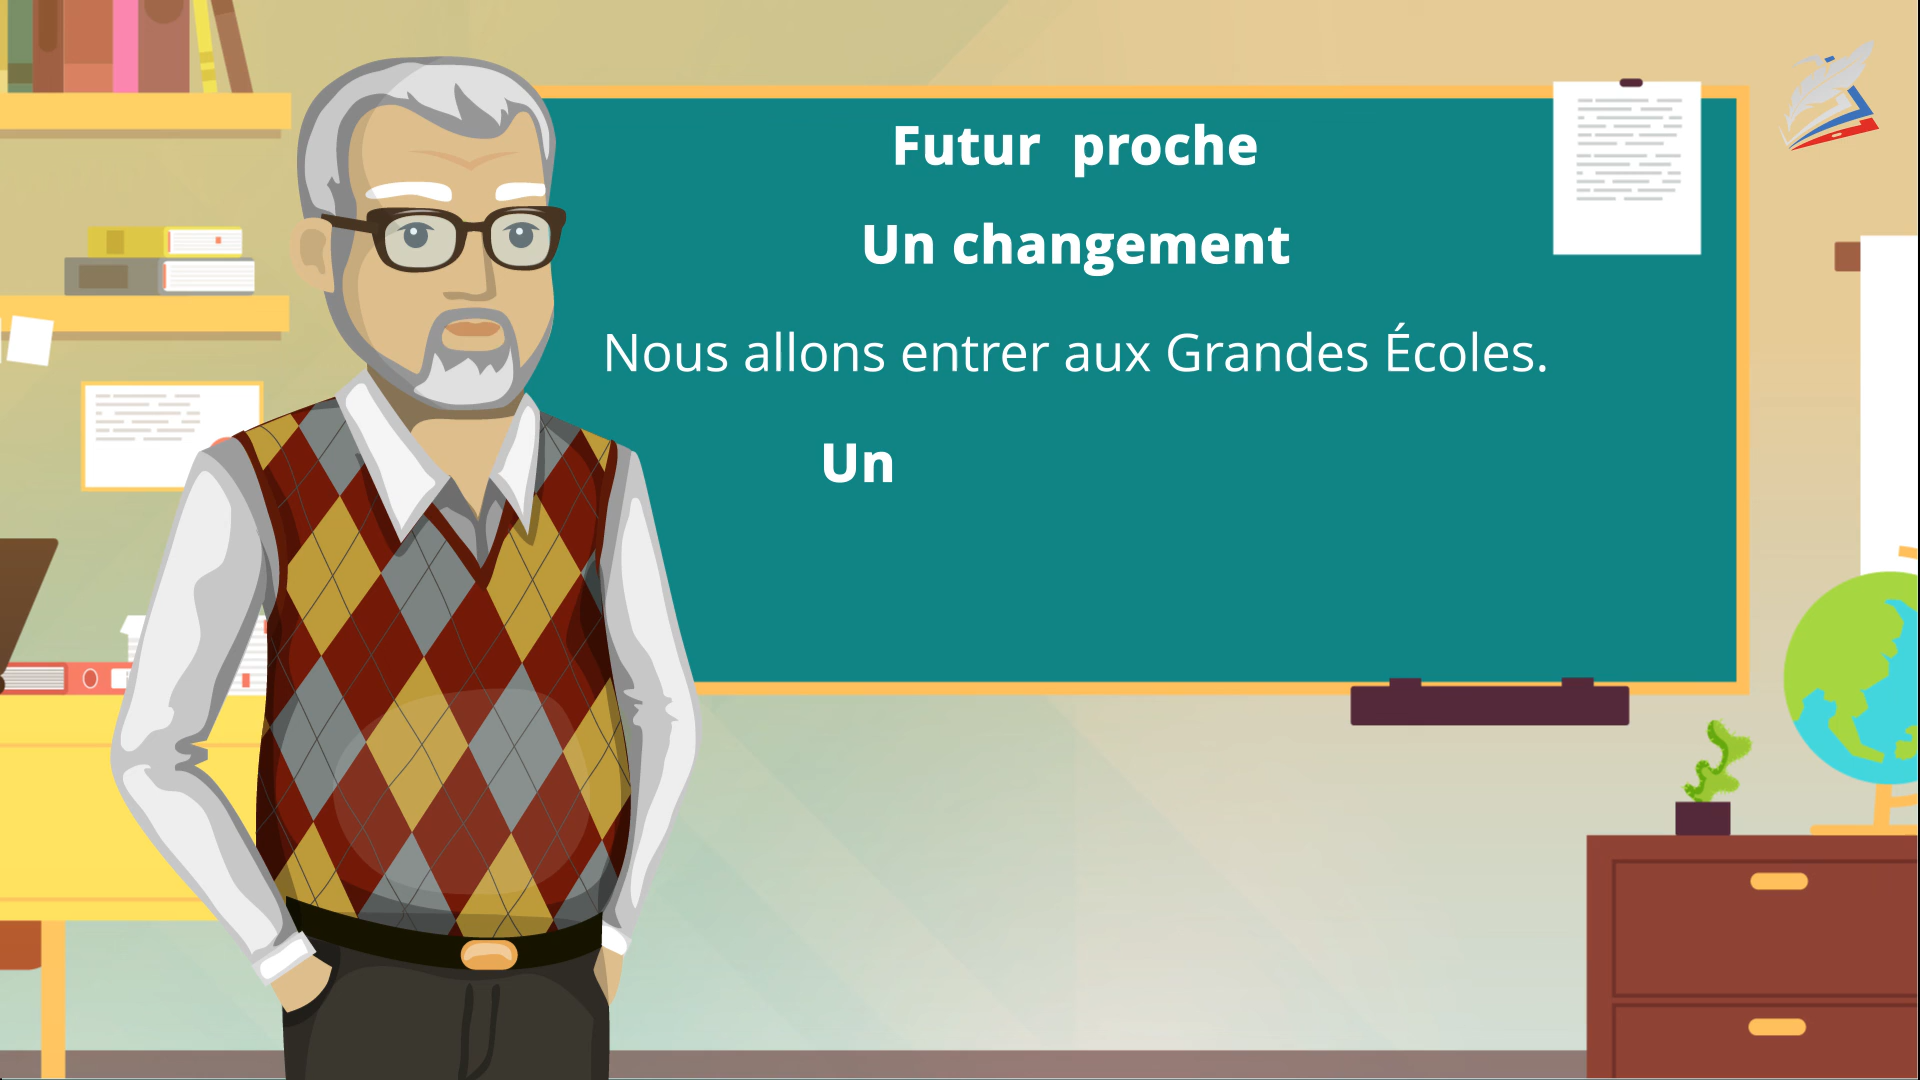 Futur proche
Un changement
Nous allons entrer aux Grandes Écoles.
Un